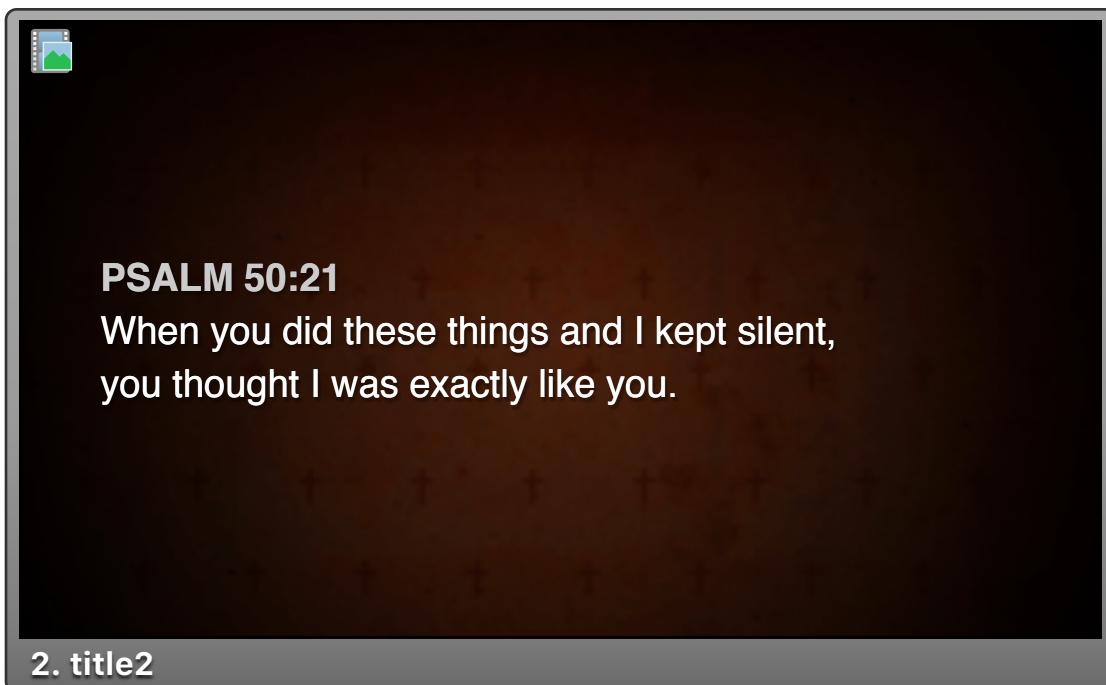 PSALM 50:21
When you did these things and I kept silent,
you thought I was exactly like you.
2. title2